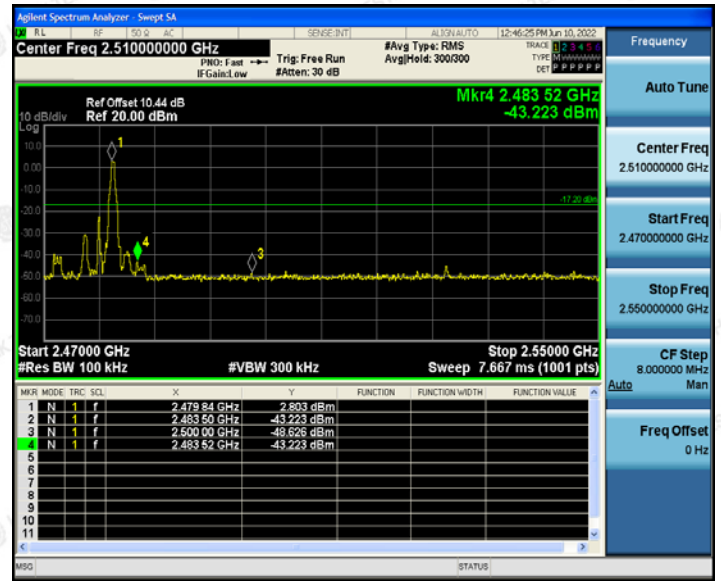 Agilent Spectrum Analyzer - Swept SA
RL RF 50 Ω AC SENSE:INT ALIGNAUTO 12:46:25 PM Jun 10, 2022
Center Freq 2.510000000 GHz #Avg Type: RMS TRACE 1 2 3 4 5 6
PNO: Fast Trig: Free Run Avg|Hold: 300/300 TYPE M
IFGain:Low #Atten: 30 dB DET P P P P P P
Frequency
Auto Tune
Center Freq
2.510000000 GHz
Start Freq
2.470000000 GHz
Stop Freq
2.550000000 GHz
CF Step
8.000000 MHz
Auto Man
Freq Offset
0 Hz
Mkr4 2.483 52 GHz
-43.223 dBm
Ref Offset 10.44 dB
10 dB/div Ref 20.00 dBm
Log
10.0
0.00
-10.0
-20.0
-30.0
-40.0
-50.0
-60.0
-70.0
1
4
3
-17.20 dBm
Start 2.47000 GHz Stop 2.55000 GHz
#Res BW 100 kHz #VBW 300 kHz Sweep 7.667 ms (1001 pts)
MKR MODE TRC SCL X Y FUNCTION FUNCTION WIDTH FUNCTION VALUE
1 N 1 f 2.479 84 GHz 2.803 dBm
2 N 1 f 2.483 50 GHz -43.223 dBm
3 N 1 f 2.500 00 GHz -48.626 dBm
4 N 1 f 2.483 52 GHz -43.223 dBm
5
6
7
8
9
10
11
MSG STATUS